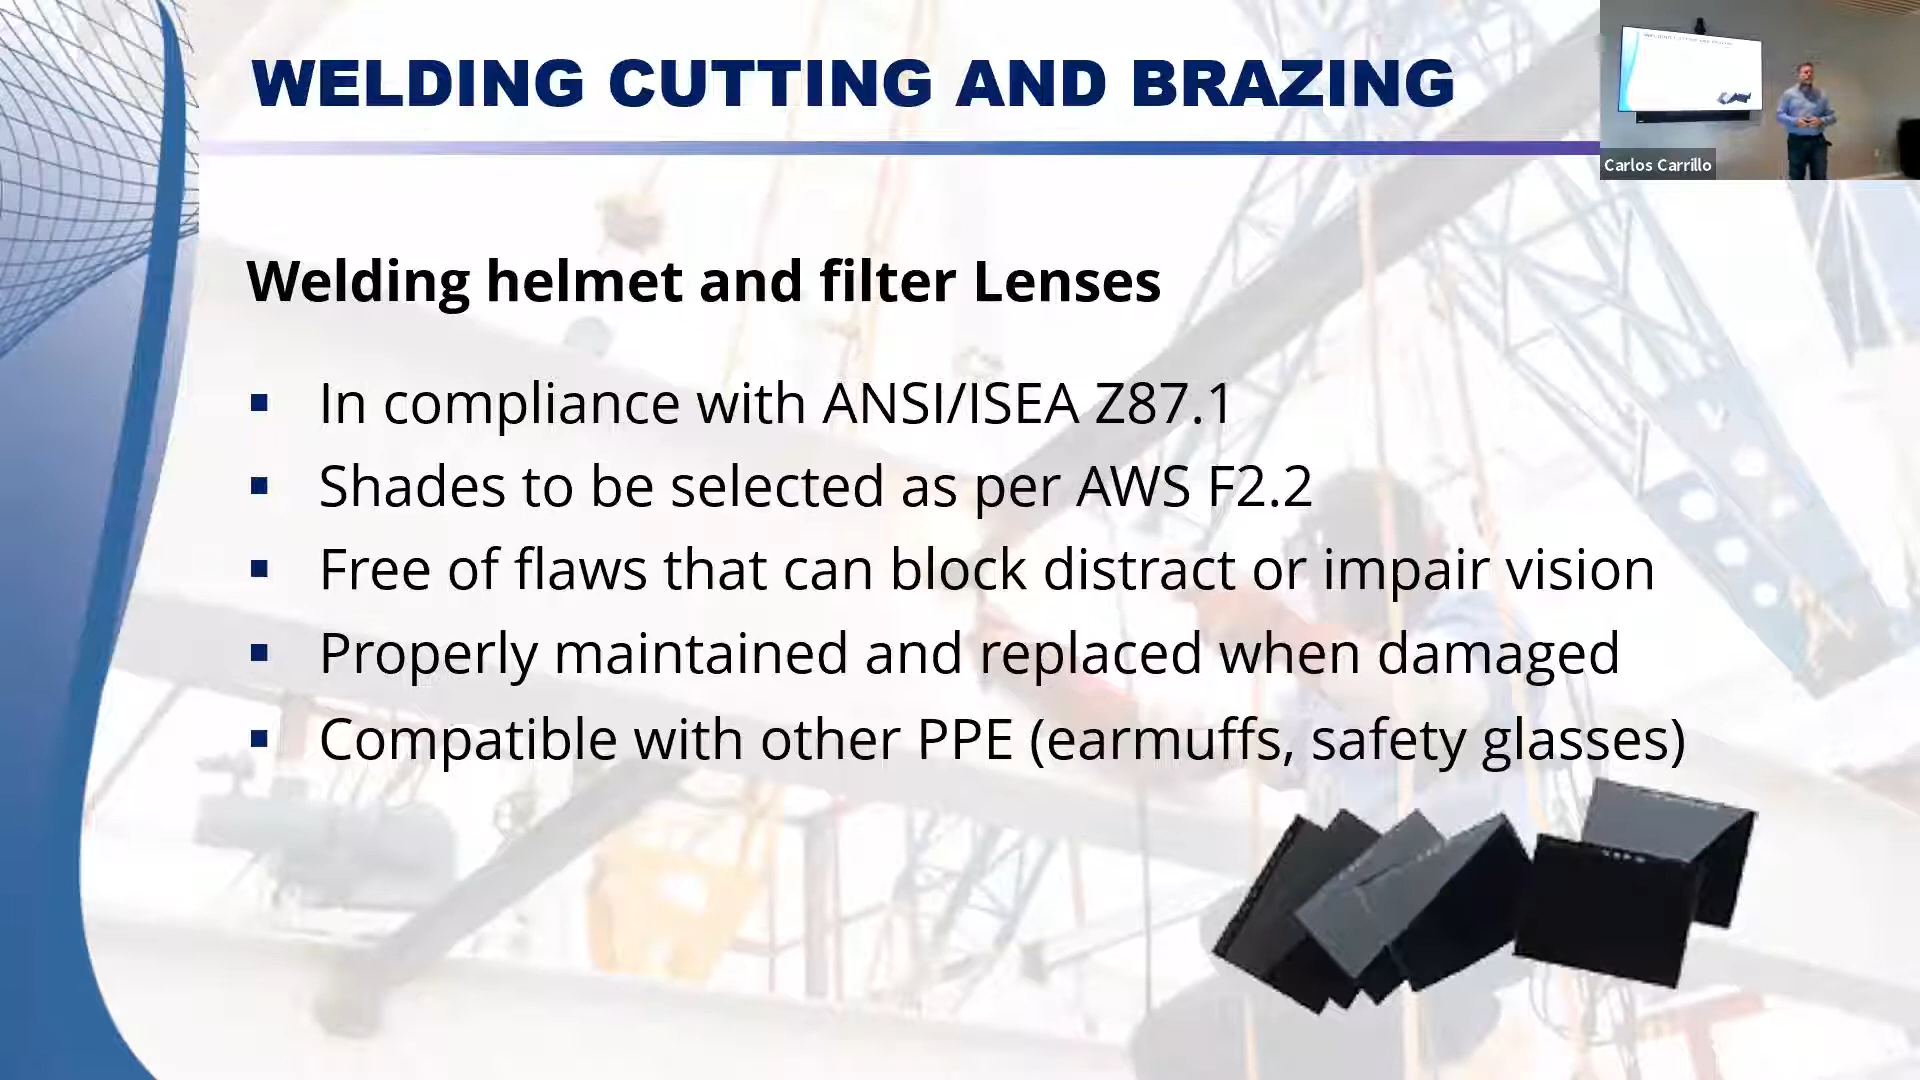 WELDING CUTTING AND BRAZING
Carlos Carrillo
Welding helmet and filter Lenses
▪ In compliance with ANSI/ISEA Z87.1
▪ Shades to be selected as per AWS F2.2
▪ Free of flaws that can block distract or impair vision
▪ Properly maintained and replaced when damaged
▪ Compatible with other PPE (earmuffs, safety glasses)